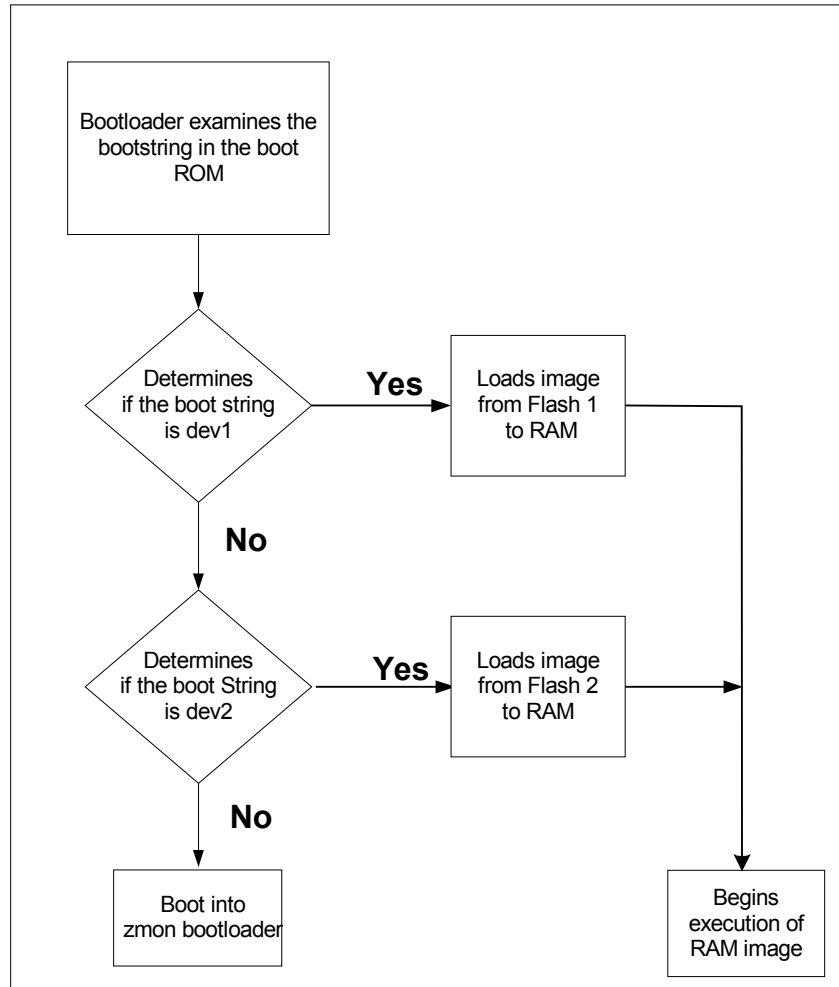 Bootloader examines the
bootstring in the boot
ROM
Determines
if the boot string
is dev1
Yes
Loads image
from Flash 1
to RAM
No
Determines
if the boot String
is dev2
Yes
Loads image
from Flash 2
to RAM
No
Boot into
zmon bootloader
Begins
execution of
RAM image